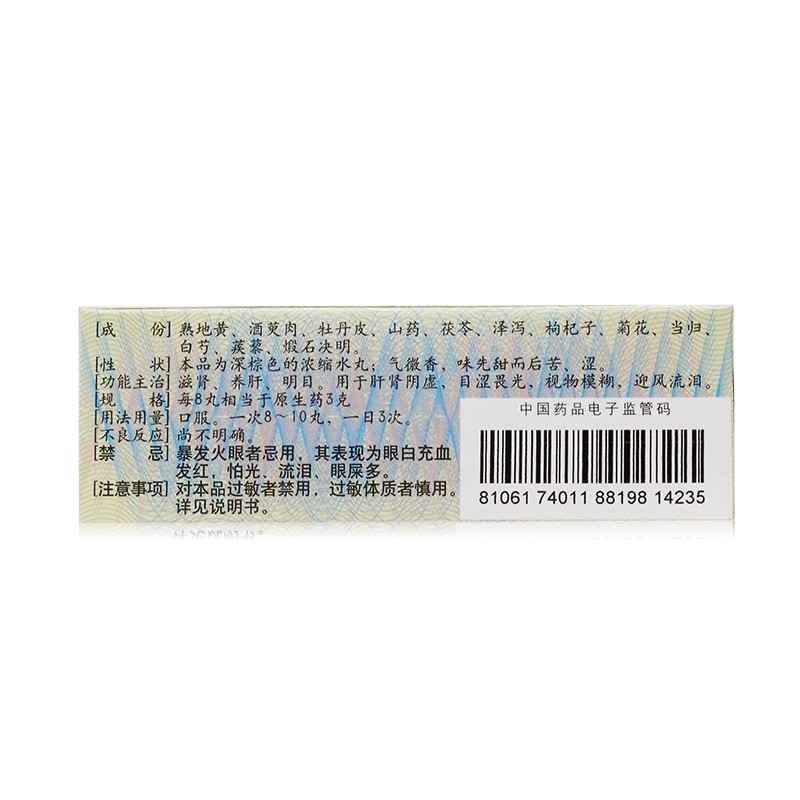 [成　份] 熟地黄、酒萸肉、牡丹皮、山药、茯苓、泽泻、枸杞子、菊花、当归、
白芍、蒺藜、煅石决明。
[性　状] 本品为深棕色的浓缩水丸；气微香，味先甜而后苦、涩。
[功能主治] 滋肾、养肝、明目。用于肝肾阴虚，目涩畏光，视物模糊，迎风流泪。
[规　格] 每8丸相当于原生药3克
[用法用量] 口服。一次8～10丸，一日3次。
[不良反应] 尚不明确。
[禁　忌] 暴发火眼者忌用，其表现为眼白充血
发红，怕光、流泪、眼屎多。
[注意事项] 对本品过敏者禁用，过敏体质者慎用。
详见说明书。
中国药品电子监管码
81061 74011 88198 14235